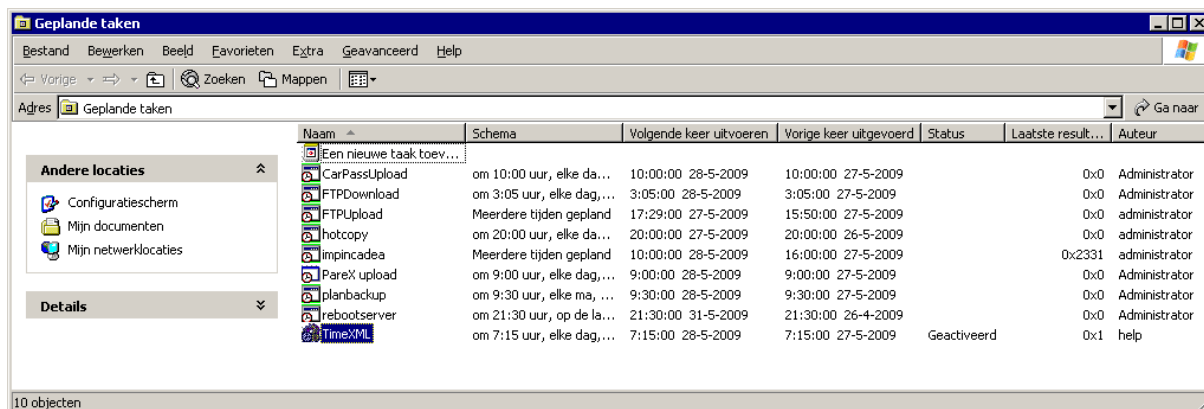 Geplande taken
Bestand Bewerken Beeld Favorieten Extra Geavanceerd Help
Vorige Zoeken Mappen
Adres Geplande taken Ga naar
Andere locaties
Configuratiescherm
Mijn documenten
Mijn netwerklocaties
Details
Naam Schema Volgende keer uitvoeren Vorige keer uitgevoerd Status Laatste result... Auteur
Een nieuwe taak toev...
CarPassUpload om 10:00 uur, elke da... 10:00:00 28-5-2009 10:00:00 27-5-2009 0x0 Administrator
FTPDownload om 3:05 uur, elke dag,... 3:05:00 28-5-2009 3:05:00 27-5-2009 0x0 Administrator
FTPUpload Meerdere tijden gepland 17:29:00 27-5-2009 15:50:00 27-5-2009 0x0 Administrator
hotcopy om 20:00 uur, elke da... 20:00:00 27-5-2009 20:00:00 26-5-2009 0x0 administrator
impincadea Meerdere tijden gepland 10:00:00 28-5-2009 16:00:00 27-5-2009 0x2331 administrator
PareX upload om 9:00 uur, elke dag,... 9:00:00 28-5-2009 9:00:00 27-5-2009 0x0 Administrator
planbackup om 9:30 uur, elke ma, ... 9:30:00 28-5-2009 9:30:00 27-5-2009 0x0 Administrator
rebootserver om 21:30 uur, op de la... 21:30:00 31-5-2009 21:30:00 26-4-2009 0x0 Administrator
TimeXML om 7:15 uur, elke dag,... 7:15:00 28-5-2009 7:15:00 27-5-2009 Geactiveerd 0x1 help
10 objecten